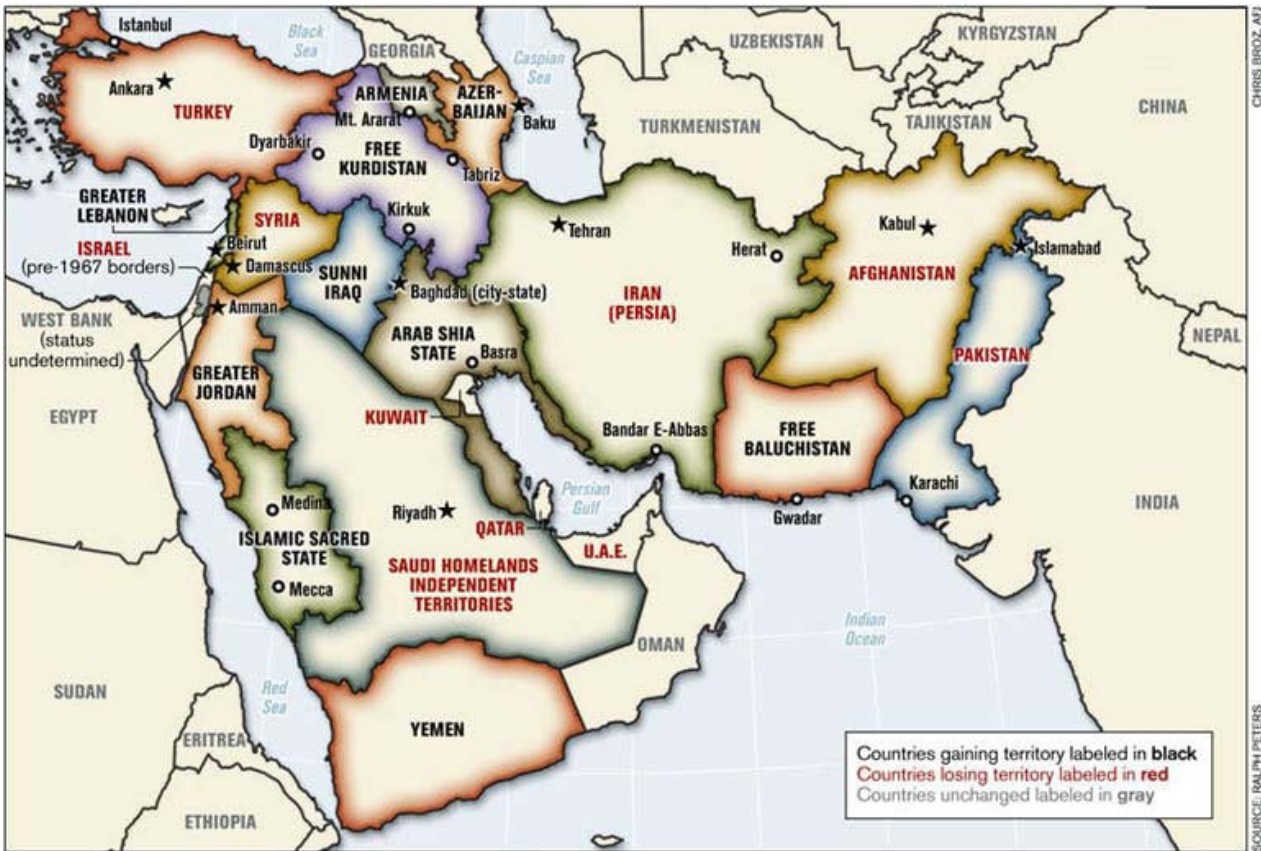 Istanbul
Black
Sea
GEORGIA
Caspian
Sea
UZBEKISTAN
KYRGYZSTAN
CHRIS BROZ, AFJ
Ankara
TURKEY
ARMENIA
AZER-
BAIJAN
Mt. Ararat
Baku
TURKMENISTAN
TAJIKISTAN
CHINA
Dyarbakir
FREE
KURDISTAN
Tabriz
GREATER
LEBANON
SYRIA
Kirkuk
Tehran
Herat
Kabul
Islamabad
ISRAEL
(pre-1967 borders)
Beirut
Damascus
SUNNI
IRAQ
Baghdad (city-state)
IRAN
(PERSIA)
AFGHANISTAN
WEST BANK
(status
undetermined)
Amman
ARAB SHIA
STATE
Basra
PAKISTAN
NEPAL
GREATER
JORDAN
KUWAIT
EGYPT
Bandar E-Abbas
FREE
BALUCHISTAN
Karachi
Gwadar
INDIA
Medina
ISLAMIC SACRED
STATE
Mecca
Riyadh
Persian
Gulf
QATAR
U.A.E.
SAUDI HOMELANDS
INDEPENDENT
TERRITORIES
OMAN
Indian
Ocean
SUDAN
Red
Sea
YEMEN
ERITREA
ETHIOPIA
Countries gaining territory labeled in black
Countries losing territory labeled in red
Countries unchanged labeled in gray
SOURCE: RALPH PETERS